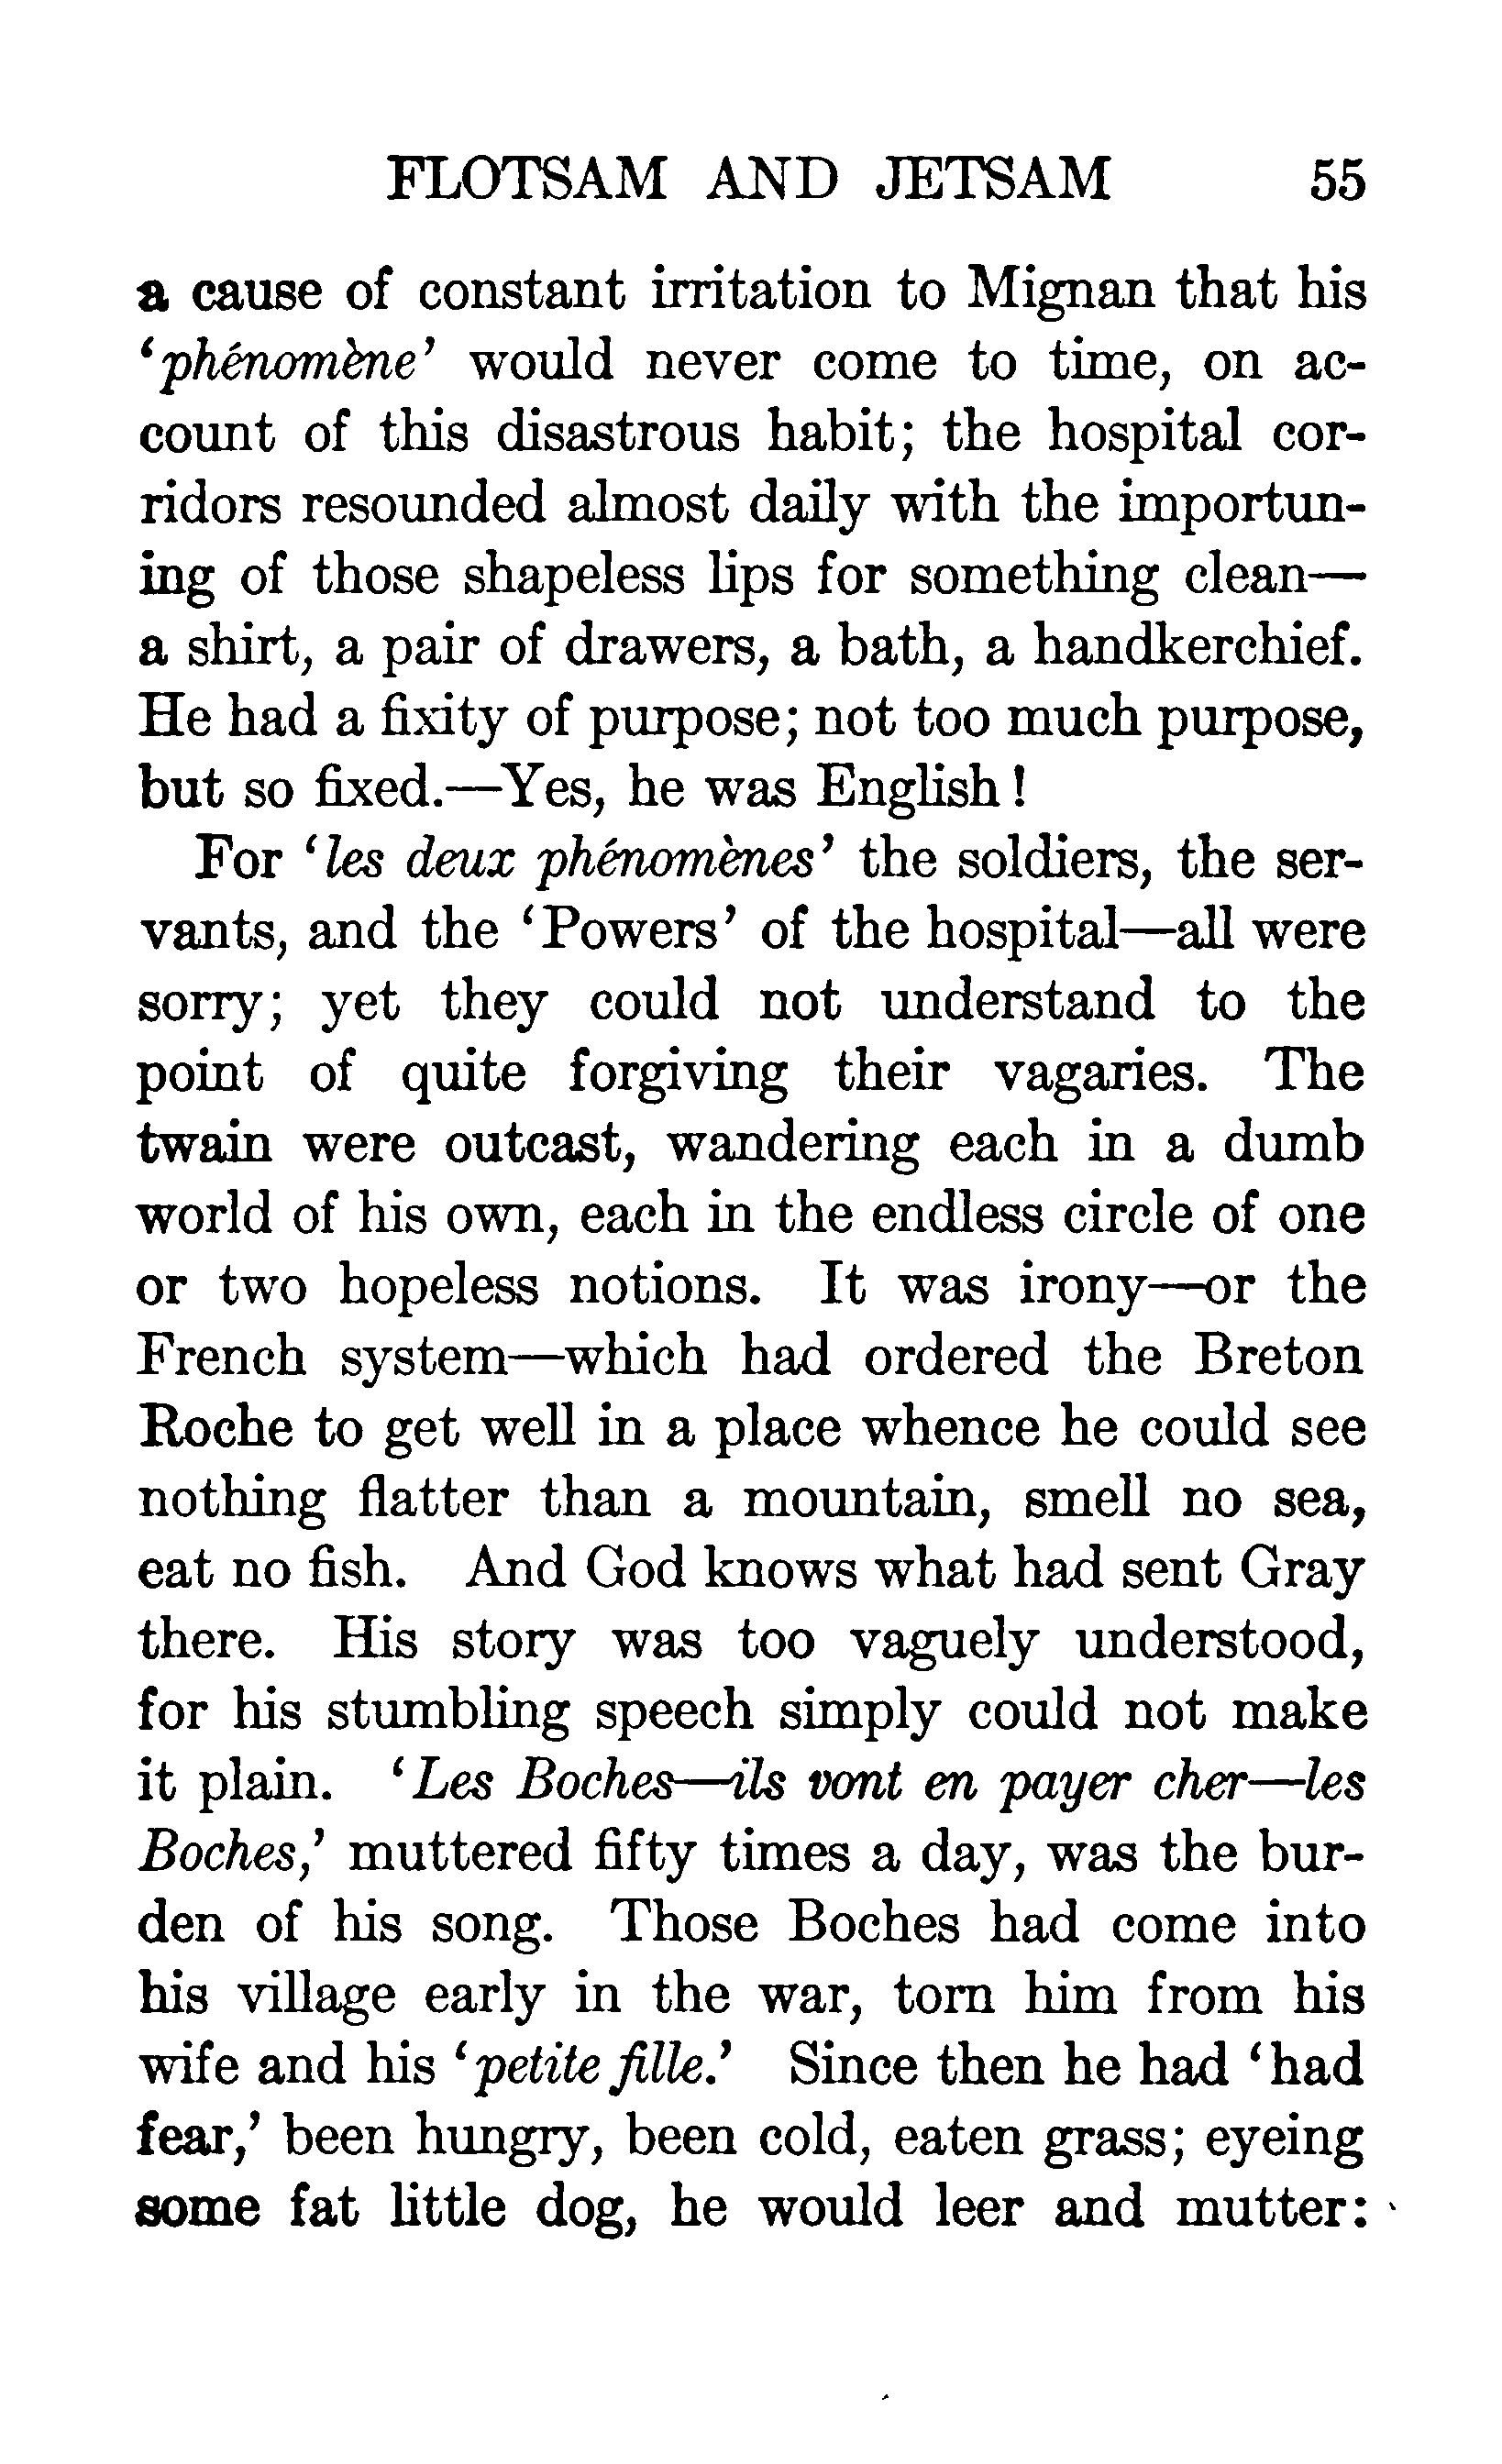 FLOTSAM AND JETSAM 55
a cause of constant irritation to Mignan that his
‘phénomène’ would never come to time, on ac-
count of this disastrous habit; the hospital cor-
ridors resounded almost daily with the importun-
ing of those shapeless lips for something clean—
a shirt, a pair of drawers, a bath, a handkerchief.
He had a fixity of purpose; not too much purpose,
but so fixed.—Yes, he was English!
For ‘les deux phénomènes’ the soldiers, the ser-
vants, and the ‘Powers’ of the hospital—all were
sorry; yet they could not understand to the
point of quite forgiving their vagaries. The
twain were outcast, wandering each in a dumb
world of his own, each in the endless circle of one
or two hopeless notions. It was irony—or the
French system—which had ordered the Breton
Roche to get well in a place whence he could see
nothing flatter than a mountain, smell no sea,
eat no fish. And God knows what had sent Gray
there. His story was too vaguely understood,
for his stumbling speech simply could not make
it plain. ‘Les Boches—ils vont en payer cher—les
Boches,’ muttered fifty times a day, was the bur-
den of his song. Those Boches had come into
his village early in the war, torn him from his
wife and his ‘petite fille.’ Since then he had ‘had
fear,’ been hungry, been cold, eaten grass; eyeing
some fat little dog, he would leer and mutter: